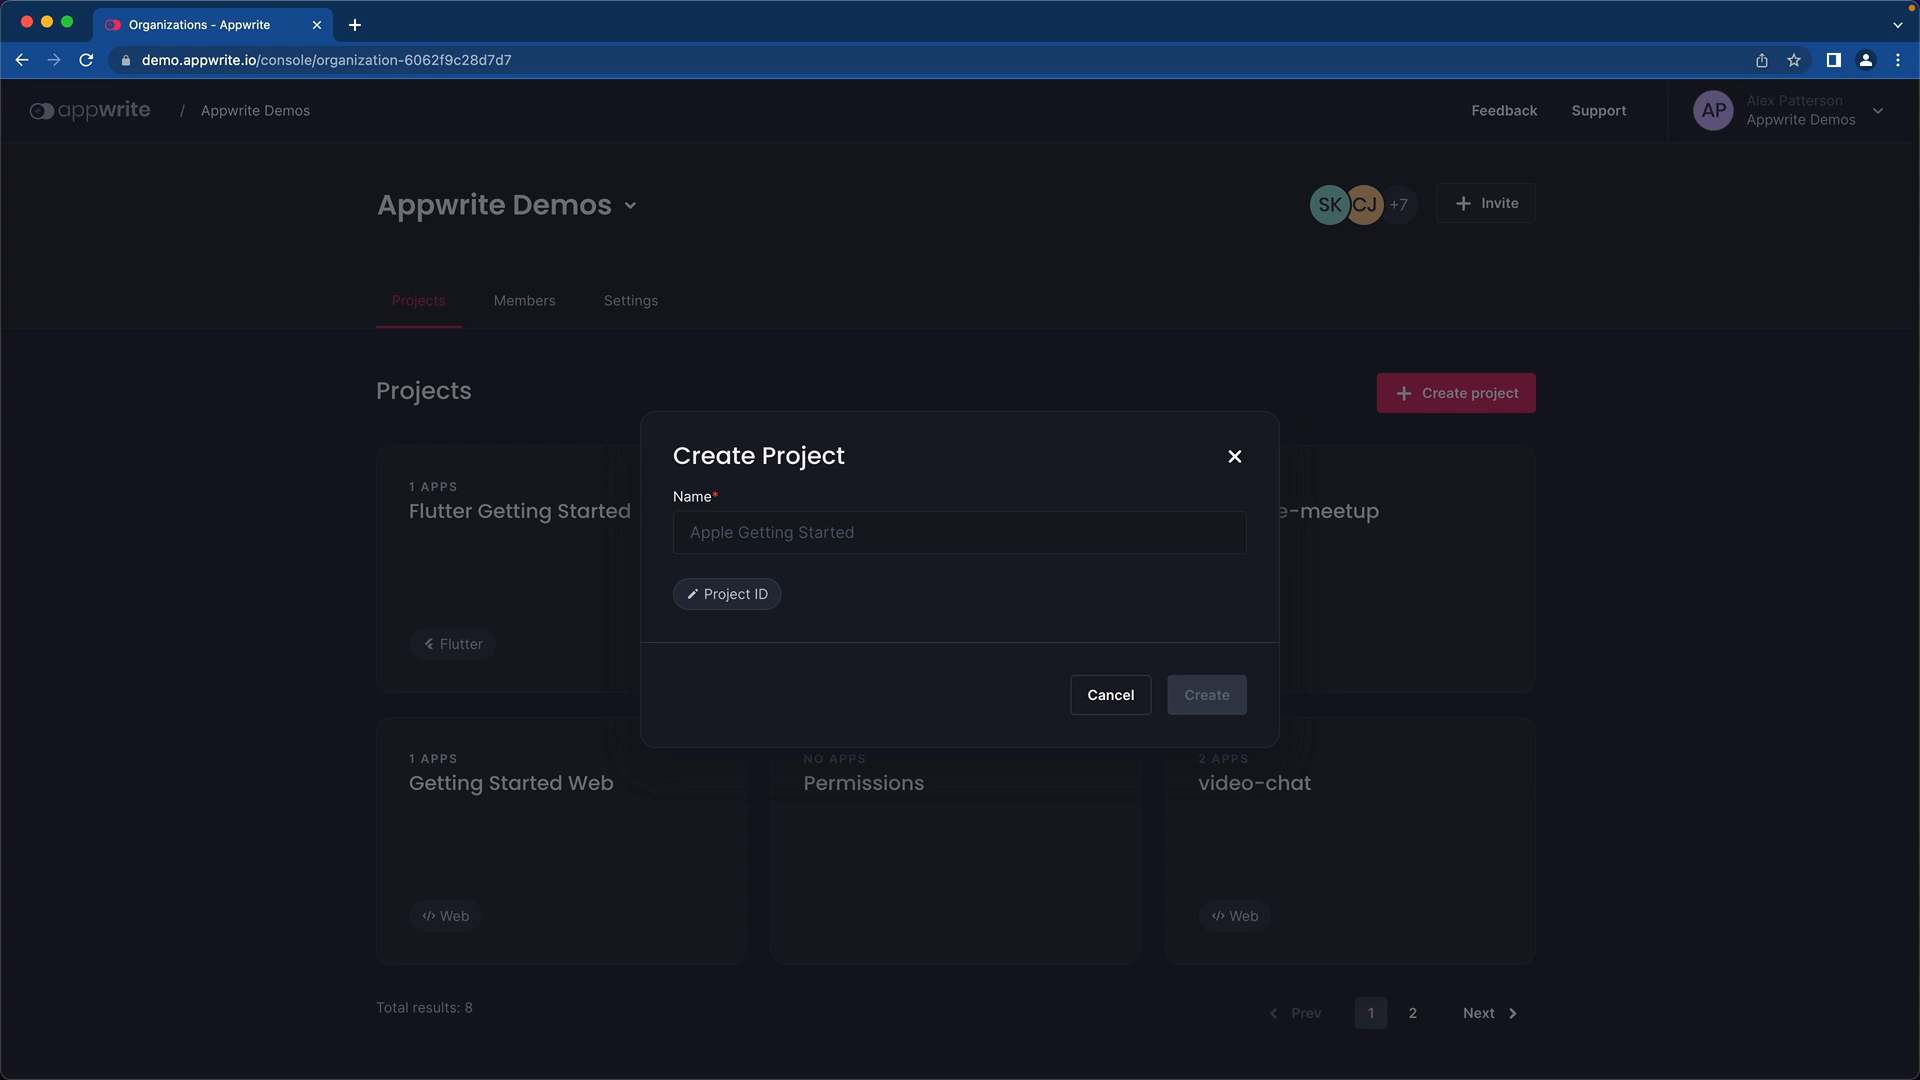 Organizations - Appwrite
demo.appwrite.io/console/organization-6062f9c28d7d7
appwrite / Appwrite Demos
Feedback
Support
AP
Alex Patterson
Appwrite Demos
Appwrite Demos
SK
CJ
+7
Invite
Projects
Members
Settings
Projects
Create project
1 APPS
Flutter Getting Started
Flutter
e-meetup
Create Project
Name*
Apple Getting Started
Project ID
Cancel
Create
1 APPS
Getting Started Web
Web
NO APPS
Permissions
2 APPS
video-chat
Web
Total results: 8
Prev
1
2
Next